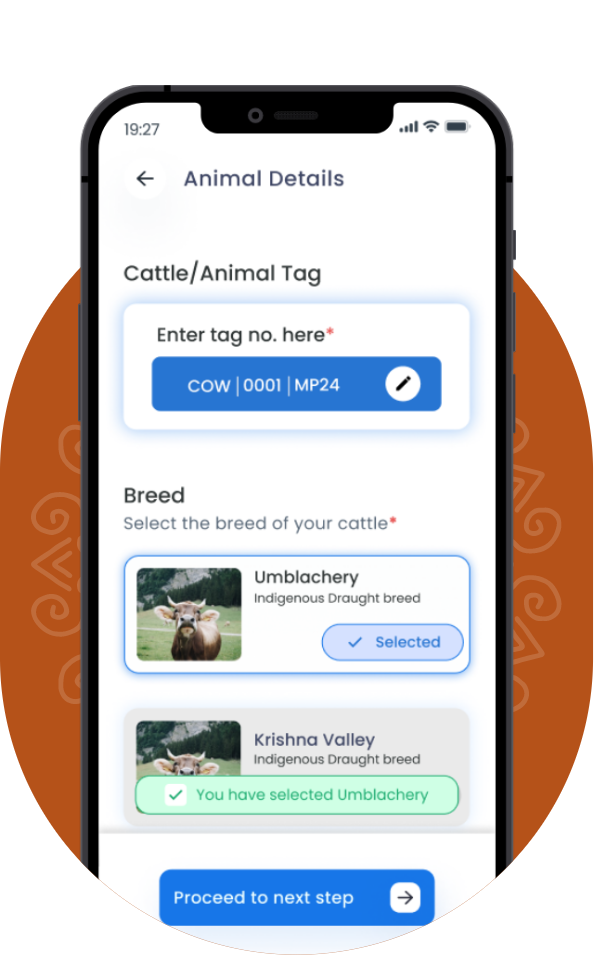 19:27
Animal Details
Cattle/Animal Tag
Enter tag no. here*
COW | 0001 | MP24
Breed
Select the breed of your cattle*
Umblachery
Indigenous Draught breed
Selected
Krishna Valley
Indigenous Draught breed
You have selected Umblachery
Proceed to next step